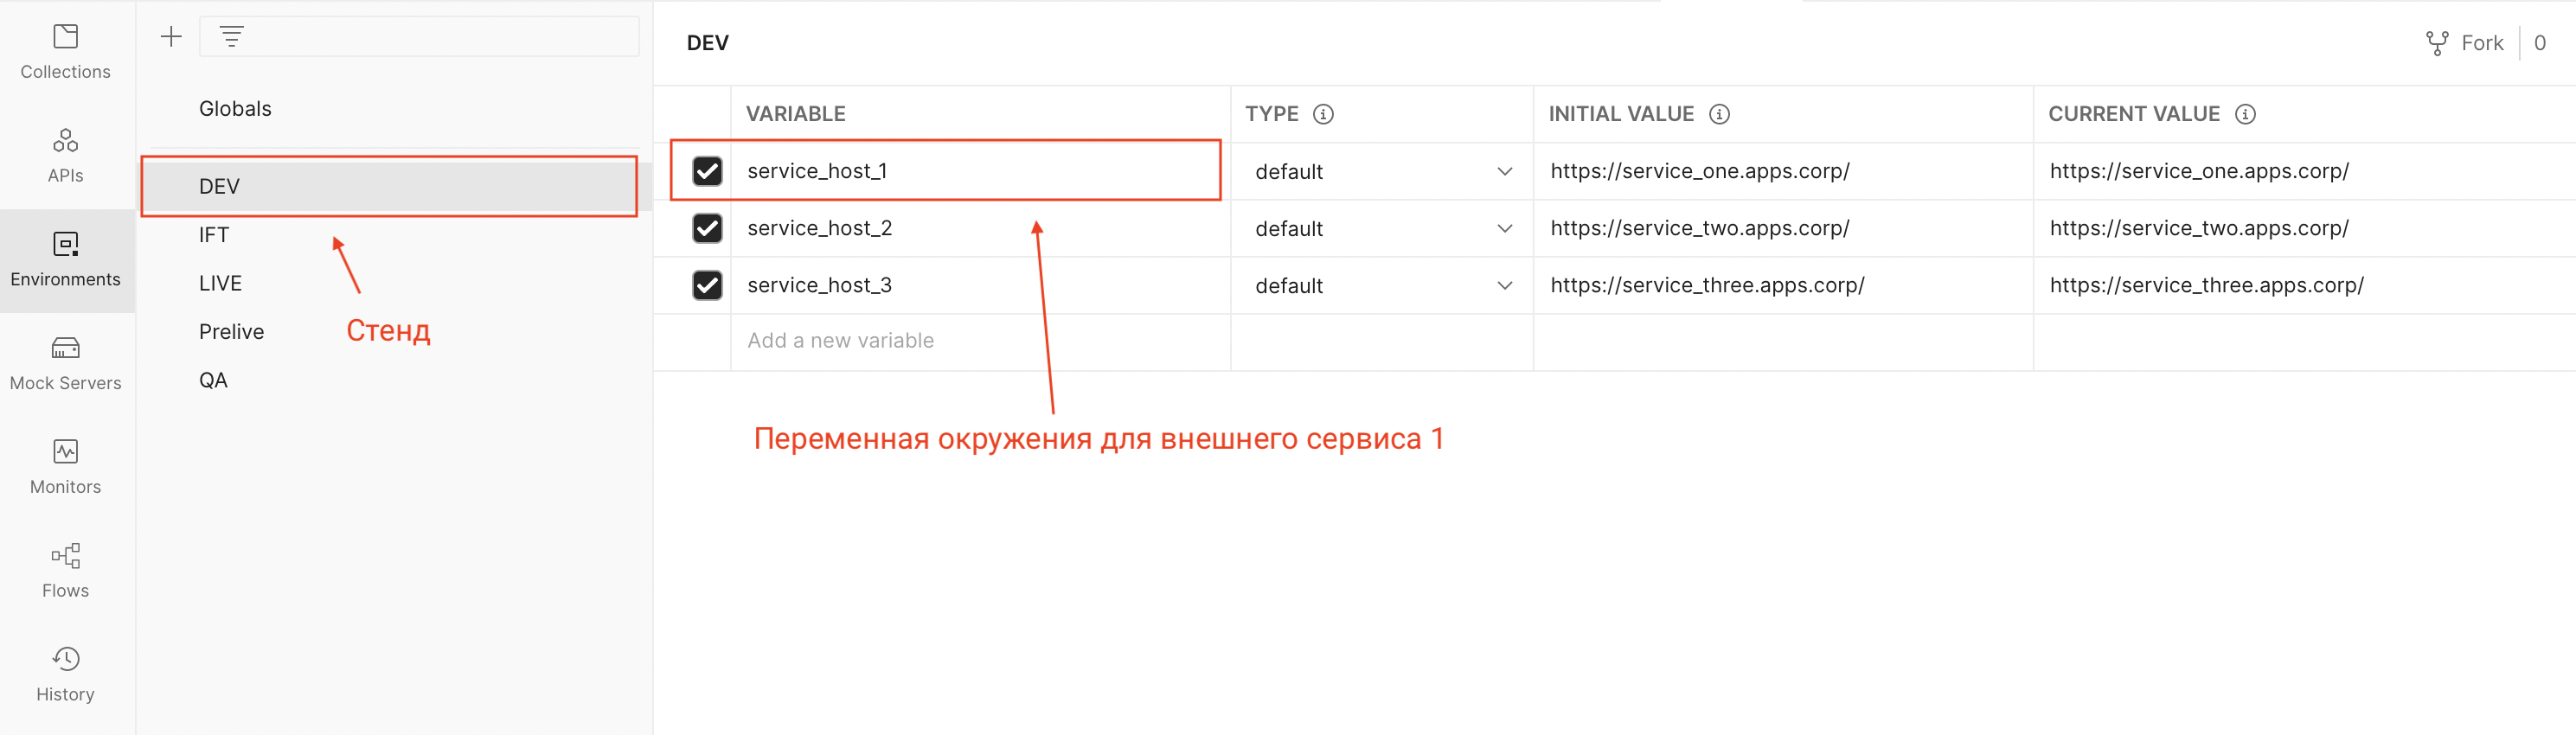 Collections
APIs
Environments
Mock Servers
Monitors
Flows
History
Globals
DEV
IFT
LIVE
Prelive
QA
Стенд
DEV
Fork 0
VARIABLE TYPE INITIAL VALUE CURRENT VALUE
service_host_1 default https://service_one.apps.corp/ https://service_one.apps.corp/
service_host_2 default https://service_two.apps.corp/ https://service_two.apps.corp/
service_host_3 default https://service_three.apps.corp/ https://service_three.apps.corp/
Add a new variable
Переменная окружения для внешнего сервиса 1